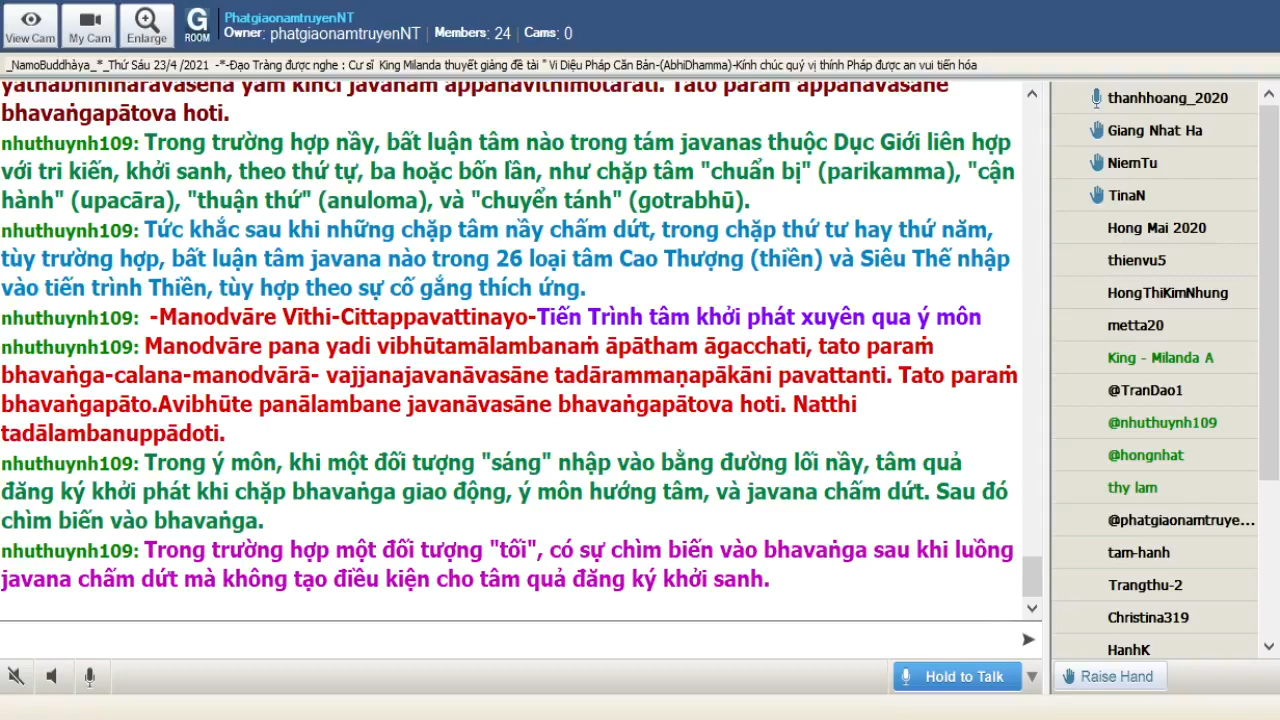 View Cam
My Cam
Enlarge
G
ROOM
PhatgiaonamtruyenNT
Owner: phatgiaonamtruyenNT | Members: 24 | Cams: 0
_NamoBuddhàya_*_Thứ Sáu 23/4 /2021 -*-Đạo Tràng được nghe : Cư sĩ King Milanda thuyết giảng đề tài " Vi Diệu Pháp Căn Bản-(AbhiDhamma)-Kính chúc quý vị thính Pháp được an vui tiến hóa
yathābhinihāravasena yaṁ kiñci javanaṁ appanāvīthimotarati. Tato paraṁ appanāvasāne
bhavaṅgapātova hoti.
nhuthuynh109: Trong trường hợp nầy, bất luận tâm nào trong tám javanas thuộc Dục Giới liên hợp
với tri kiến, khởi sanh, theo thứ tự, ba hoặc bốn lần, như chặp tâm "chuẩn bị" (parikamma), "cận
hành" (upacāra), "thuận thứ" (anuloma), và "chuyển tánh" (gotrabhū).
nhuthuynh109: Tức khắc sau khi những chặp tâm nầy chấm dứt, trong chặp thứ tư hay thứ năm,
tùy trường hợp, bất luận tâm javana nào trong 26 loại tâm Cao Thượng (thiền) và Siêu Thế nhập
vào tiến trình Thiền, tùy hợp theo sự cố gắng thích ứng.
nhuthuynh109: -Manodvāre Vīthi-Cittappavattinayo-Tiến Trình tâm khởi phát xuyên qua ý môn
nhuthuynh109: Manodvāre pana yadi vibhūtamālambanaṁ āpātham āgacchati, tato paraṁ
bhavaṅga-calana-manodvārā- vajjanajavanāvasāne tadārammaṇapākāni pavattanti. Tato paraṁ
bhavaṅgapāto.Avibhūte panālambane javanāvasāne bhavaṅgapātova hoti. Natthi
tadālambanuppādoti.
nhuthuynh109: Trong ý môn, khi một đối tượng "sáng" nhập vào bằng đường lối nầy, tâm quả
đăng ký khởi phát khi chặp bhavaṅga giao động, ý môn hướng tâm, và javana chấm dứt. Sau đó
chìm biến vào bhavaṅga.
nhuthuynh109: Trong trường hợp một đối tượng "tối", có sự chìm biến vào bhavaṅga sau khi luồng
javana chấm dứt mà không tạo điều kiện cho tâm quả đăng ký khởi sanh.
Hold to Talk
thanhhoang_2020
Giang Nhat Ha
NiemTu
TinaN
Hong Mai 2020
thienvu5
HongThiKimNhung
metta20
King - Milanda A
@TranDao1
@nhuthuynh109
@hongnhat
thy lam
@phatgiaonamtruye...
tam-hanh
Trangthu-2
Christina319
HanhK
Raise Hand